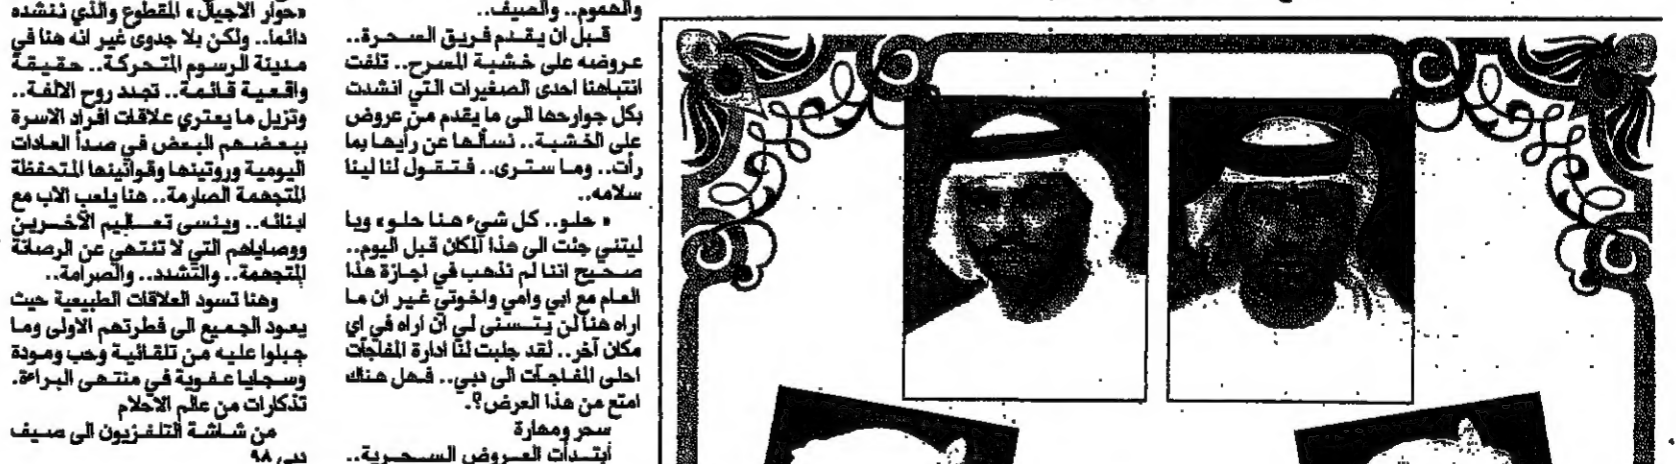 والهموم.. والصيف..
قبل ان يقدم فريق السحرة..
عروضه على خشبة المسرح.. تلفت
انتباهنا احدى الصغيرات التي انشدت
بكل جوارحها الى ما يقدم من عروض
على الخشبة.. نسألها عن رأيها بما
رأت.. وما سترى.. فتقول لنا لينا
سلامه..
« حلو.. كل شيء هنا حلو» ويا
ليتني جئت الى هذا المكان قبل اليوم..
صحيح اننا لم نذهب في اجازة هذا
العام مع ابي وامي واخوتي غير ان ما
اراه هنا لن يتسنى لي ان اراه في اي
مكان آخر.. لقد جلبت لنا ادارة المفاجآت
احلى المفاجآت الى دبي.. فهل هناك
امتع من هذا العرض؟.
سحر ومهارة
أبتدأت العروض السحرية..
«حوار الاجيال» المقطوع والذي ننشده
دائما.. ولكن بلا جدوى غير انه هنا في
مدينة الرسوم المتحركة.. حقيقة
واقعية قائمة.. تجدد روح الالفة..
وتزيل ما يعتري علاقات افراد الاسرة
ببعضهم البعض في صدأ العادات
اليومية وروتينها وقوانينها المتحفظة
المتجهمة الصارمة.. هنا يلعب الاب مع
ابنائه.. وينسى تعاليم الآخرين
ووصاياهم التي لا تنتهي عن الرصانة
المتجهمة.. والتشدد.. والصرامة..
وهنا تسود العلاقات الطبيعية حيث
يعود الجميع الى فطرتهم الاولى وما
جبلوا عليه من تلقائية وحب ومودة
وسجايا عفوية في منتهى البراءة.
تذكارات من عالم الاحلام
من شاشة التلفزيون الى صيف
دبي ٩٨